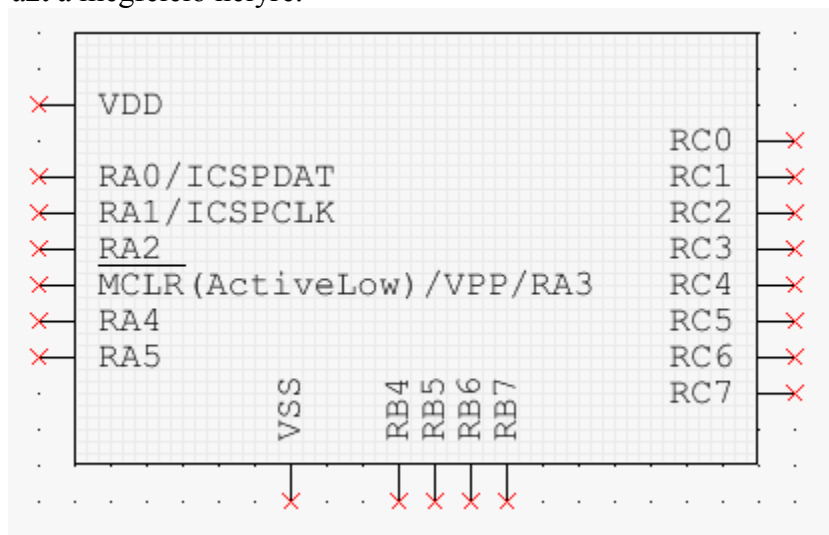 azt a megfelelő helyre.
VDD
RC0
RA0/ICSPDAT RC1
RA1/ICSPCLK RC2
RA2 RC3
MCLR(ActiveLow)/VPP/RA3 RC4
RA4 RC5
RA5 RC6
RC7
VSS RB4 RB5 RB6 RB7